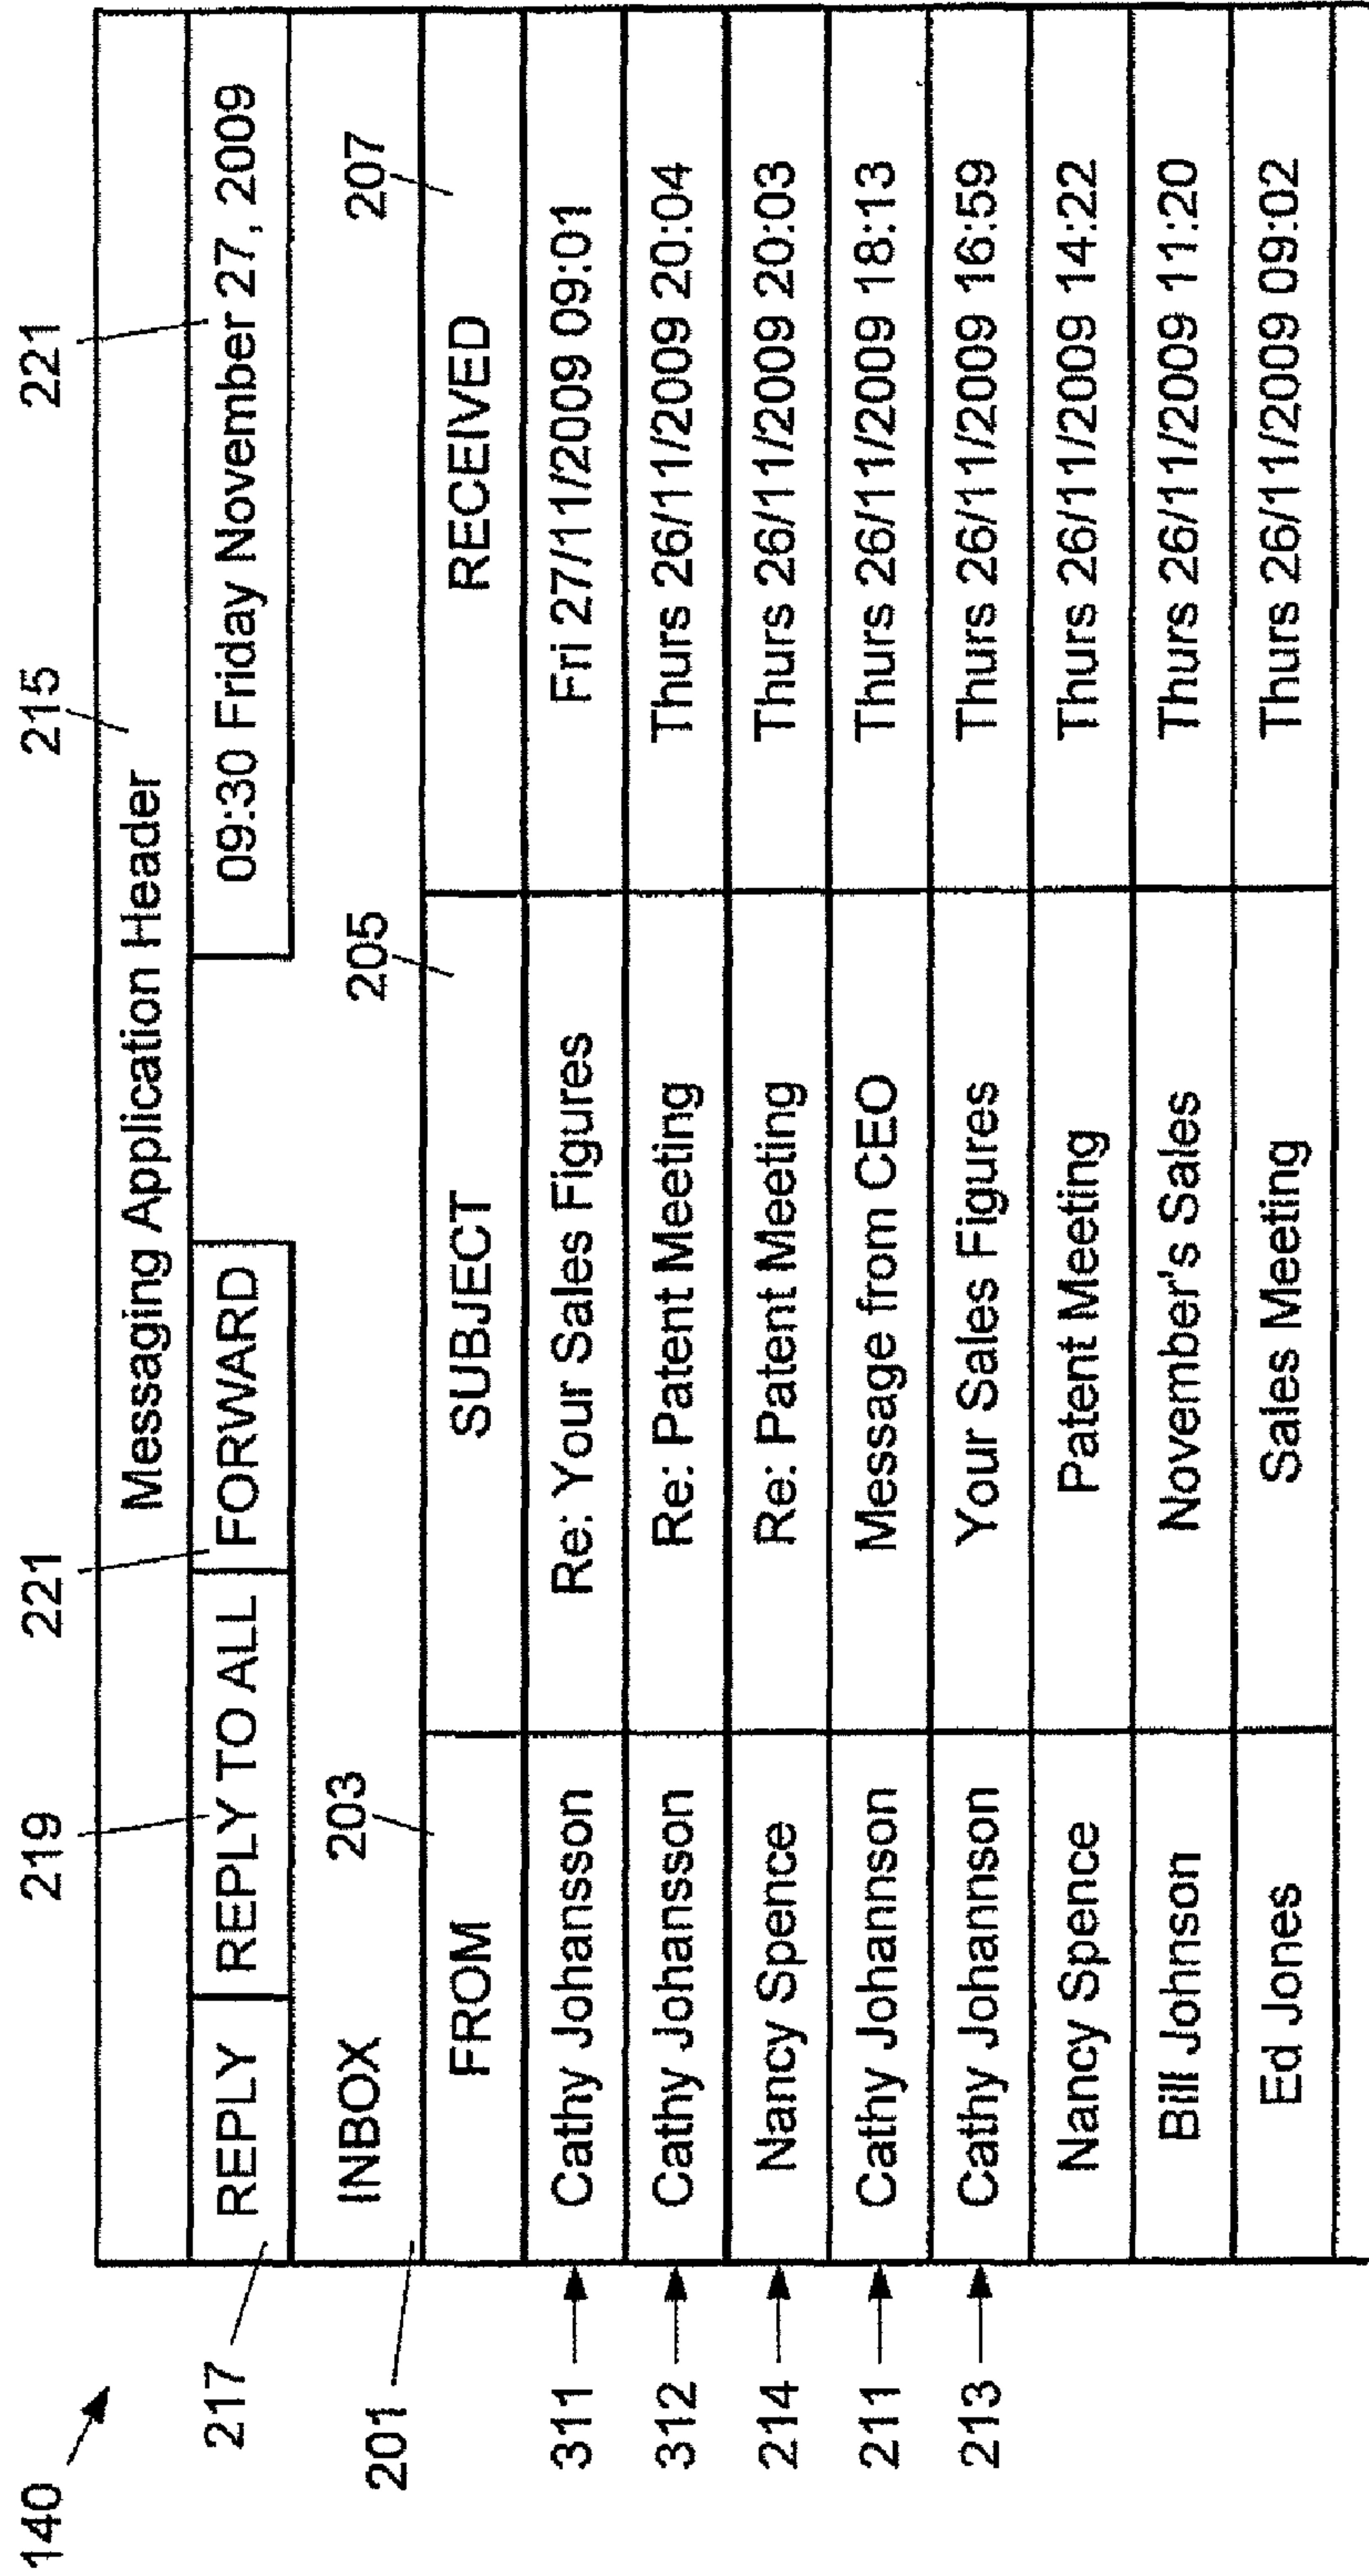 140
219 221 215 221
Messaging Application Header
217 REPLY REPLY TO ALL FORWARD 09:30 Friday November 27, 2009
201 INBOX 203 205 207
FROM SUBJECT RECEIVED
311 Cathy Johansson Re: Your Sales Figures Fri 27/11/2009 09:01
312 Cathy Johansson Re: Patent Meeting Thurs 26/11/2009 20:04
214 Nancy Spence Re: Patent Meeting Thurs 26/11/2009 20:03
211 Cathy Johannson Message from CEO Thurs 26/11/2009 18:13
213 Cathy Johannson Your Sales Figures Thurs 26/11/2009 16:59
Nancy Spence Patent Meeting Thurs 26/11/2009 14:22
Bill Johnson November's Sales Thurs 26/11/2009 11:20
Ed Jones Sales Meeting Thurs 26/11/2009 09:02